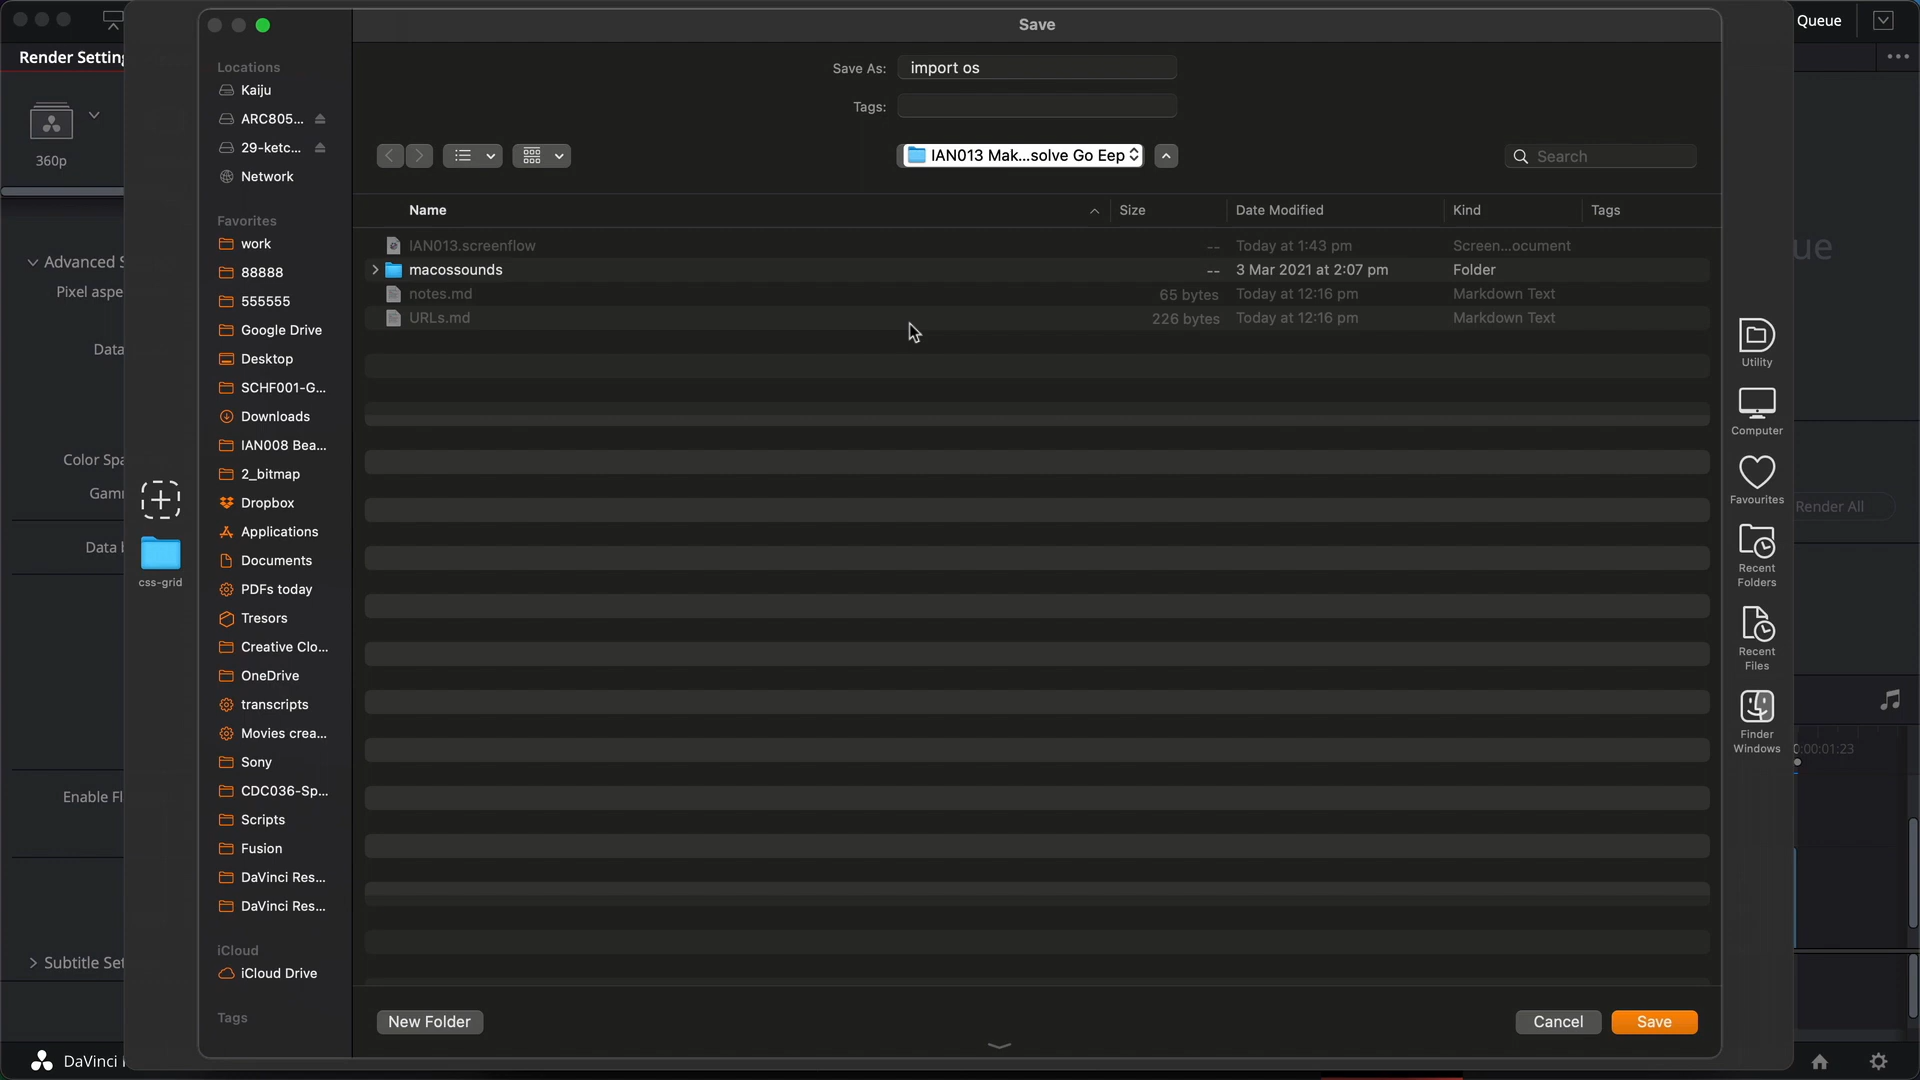 Save
Queue
Render Setting
Save As: import os
Tags:
360p
IAN013 Mak...solve Go Eep
Search
Locations
Kaiju
ARC805...
29-ketc...
Network
Favorites
work
88888
555555
Google Drive
Desktop
SCHF001-G...
Downloads
IAN008 Bea...
2_bitmap
Dropbox
Applications
Documents
PDFs today
Tresors
Creative Clo...
OneDrive
transcripts
Movies crea...
Sony
CDC036-Sp...
Scripts
Fusion
DaVinci Res...
DaVinci Res...
iCloud
iCloud Drive
Tags
Name Size Date Modified Kind Tags
IAN013.screenflow -- Today at 1:43 pm Screen...ocument
macossounds -- 3 Mar 2021 at 2:07 pm Folder
notes.md 65 bytes Today at 12:16 pm Markdown Text
URLs.md 226 bytes Today at 12:16 pm Markdown Text
New Folder
Cancel
Save
Advanced S
Pixel aspe
Data
Color Spa
Gam
Data
Enable Fl
Subtitle Set
DaVinci
css-grid
Utility
Computer
Favourites
Recent
Folders
Recent
Files
Finder
Windows
ue
Render All
0:00:01:23